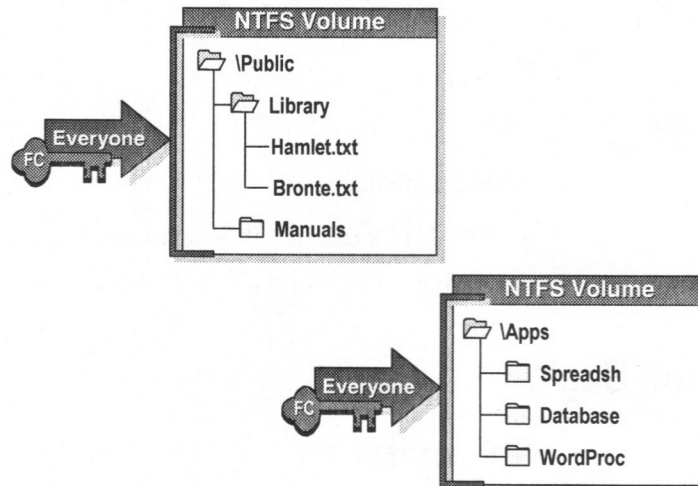 NTFS Volume
\Public
Library
Everyone
FC
Hamlet.txt
Bronte.txt
Manuals
NTFS Volume
\Apps
Everyone
FC
Spreadsh
Database
WordProc